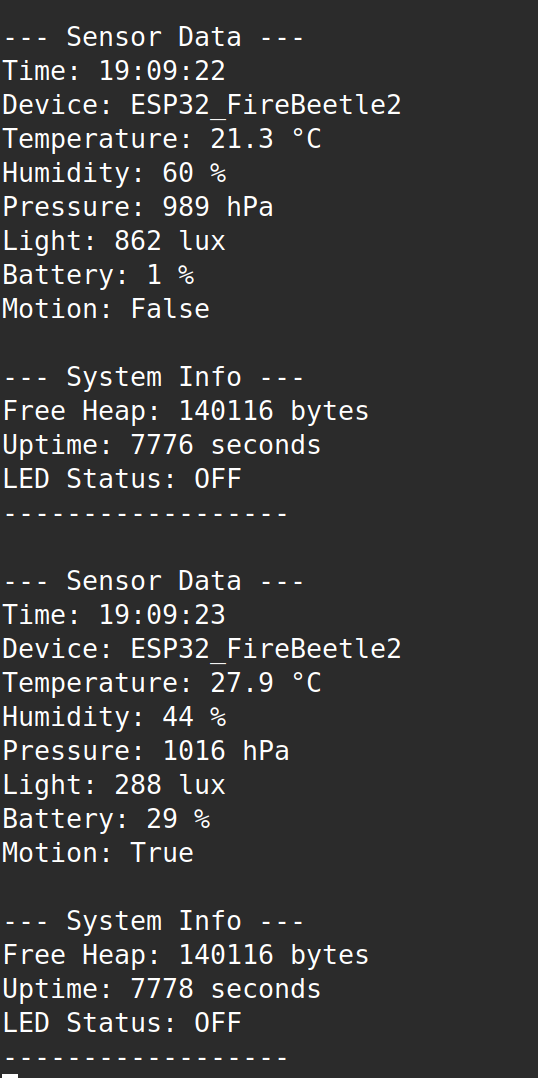 --- Sensor Data ---
Time: 19:09:22
Device: ESP32_FireBeetle2
Temperature: 21.3 °C
Humidity: 60 %
Pressure: 989 hPa
Light: 862 lux
Battery: 1 %
Motion: False

--- System Info ---
Free Heap: 140116 bytes
Uptime: 7776 seconds
LED Status: OFF
------------------

--- Sensor Data ---
Time: 19:09:23
Device: ESP32_FireBeetle2
Temperature: 27.9 °C
Humidity: 44 %
Pressure: 1016 hPa
Light: 288 lux
Battery: 29 %
Motion: True

--- System Info ---
Free Heap: 140116 bytes
Uptime: 7778 seconds
LED Status: OFF
------------------